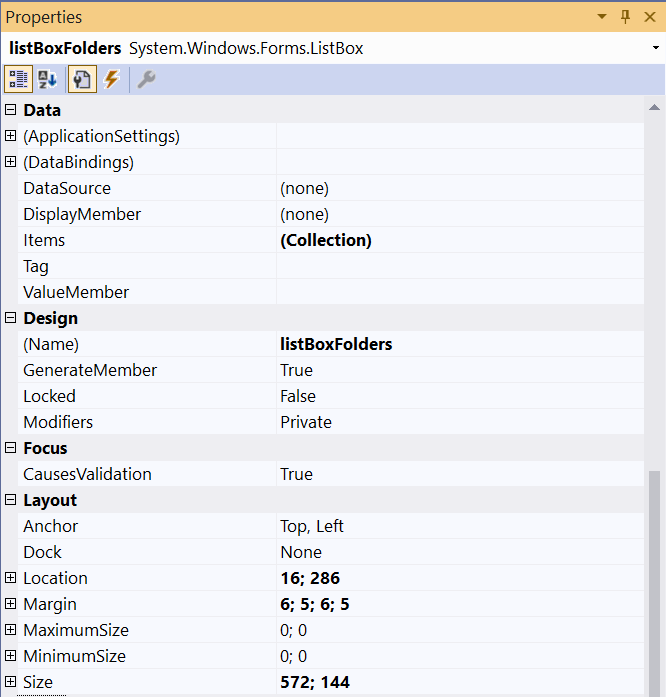 Properties
listBoxFolders System.Windows.Forms.ListBox
Data
(ApplicationSettings)
(DataBindings)
DataSource (none)
DisplayMember (none)
Items (Collection)
Tag
ValueMember
Design
(Name) listBoxFolders
GenerateMember True
Locked False
Modifiers Private
Focus
CausesValidation True
Layout
Anchor Top, Left
Dock None
Location 16; 286
Margin 6; 5; 6; 5
MaximumSize 0; 0
MinimumSize 0; 0
Size 572; 144